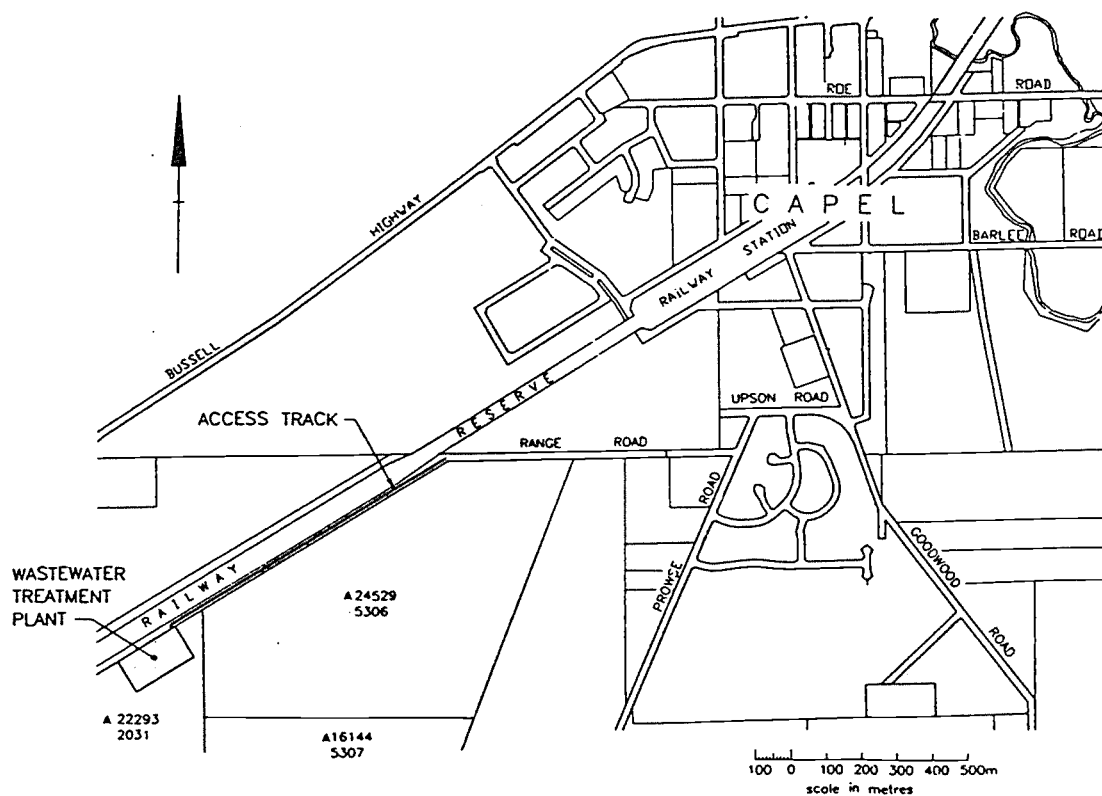 ROE ROAD
CAPEL
HIGHWAY
RAILWAY STATION
BARLEE ROAD
BUSSELL
RESERVE
UPSON ROAD
ACCESS TRACK
RANGE ROAD
PROWSE ROAD
GOODWOOD ROAD
RAILWAY
WASTEWATER
TREATMENT
PLANT
A 24529
5306
A 22293
2031
A16144
5307
100 0 100 200 300 400 500m
scale in metres